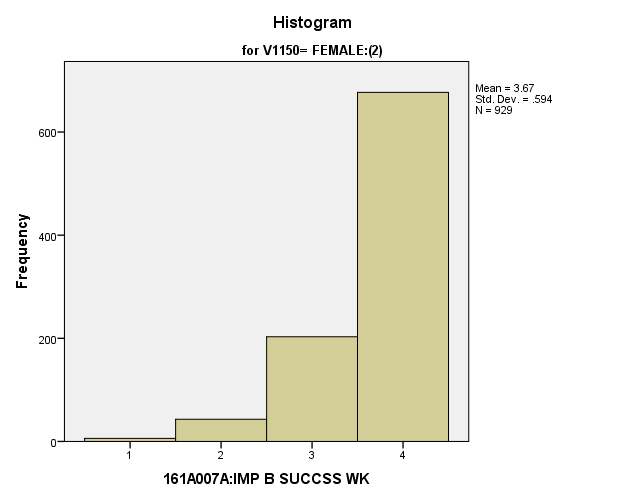 Histogram
for V1150= FEMALE:(2)
Mean = 3.67
Std. Dev. = .594
N = 929
Frequency
600
400
200
0
1 2 3 4
161A007A:IMP B SUCCSS WK